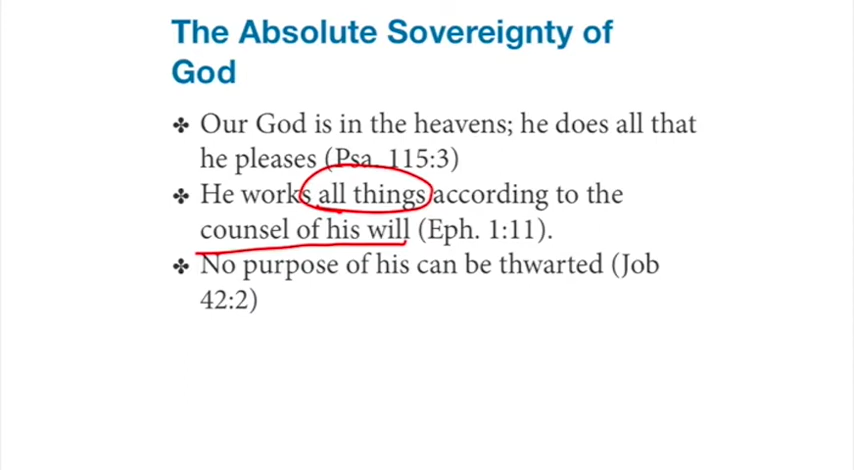 The Absolute Sovereignty of
God
❖ Our God is in the heavens; he does all that
he pleases (Psa. 115:3)
❖ He works all things according to the
counsel of his will (Eph. 1:11).
❖ No purpose of his can be thwarted (Job
42:2)